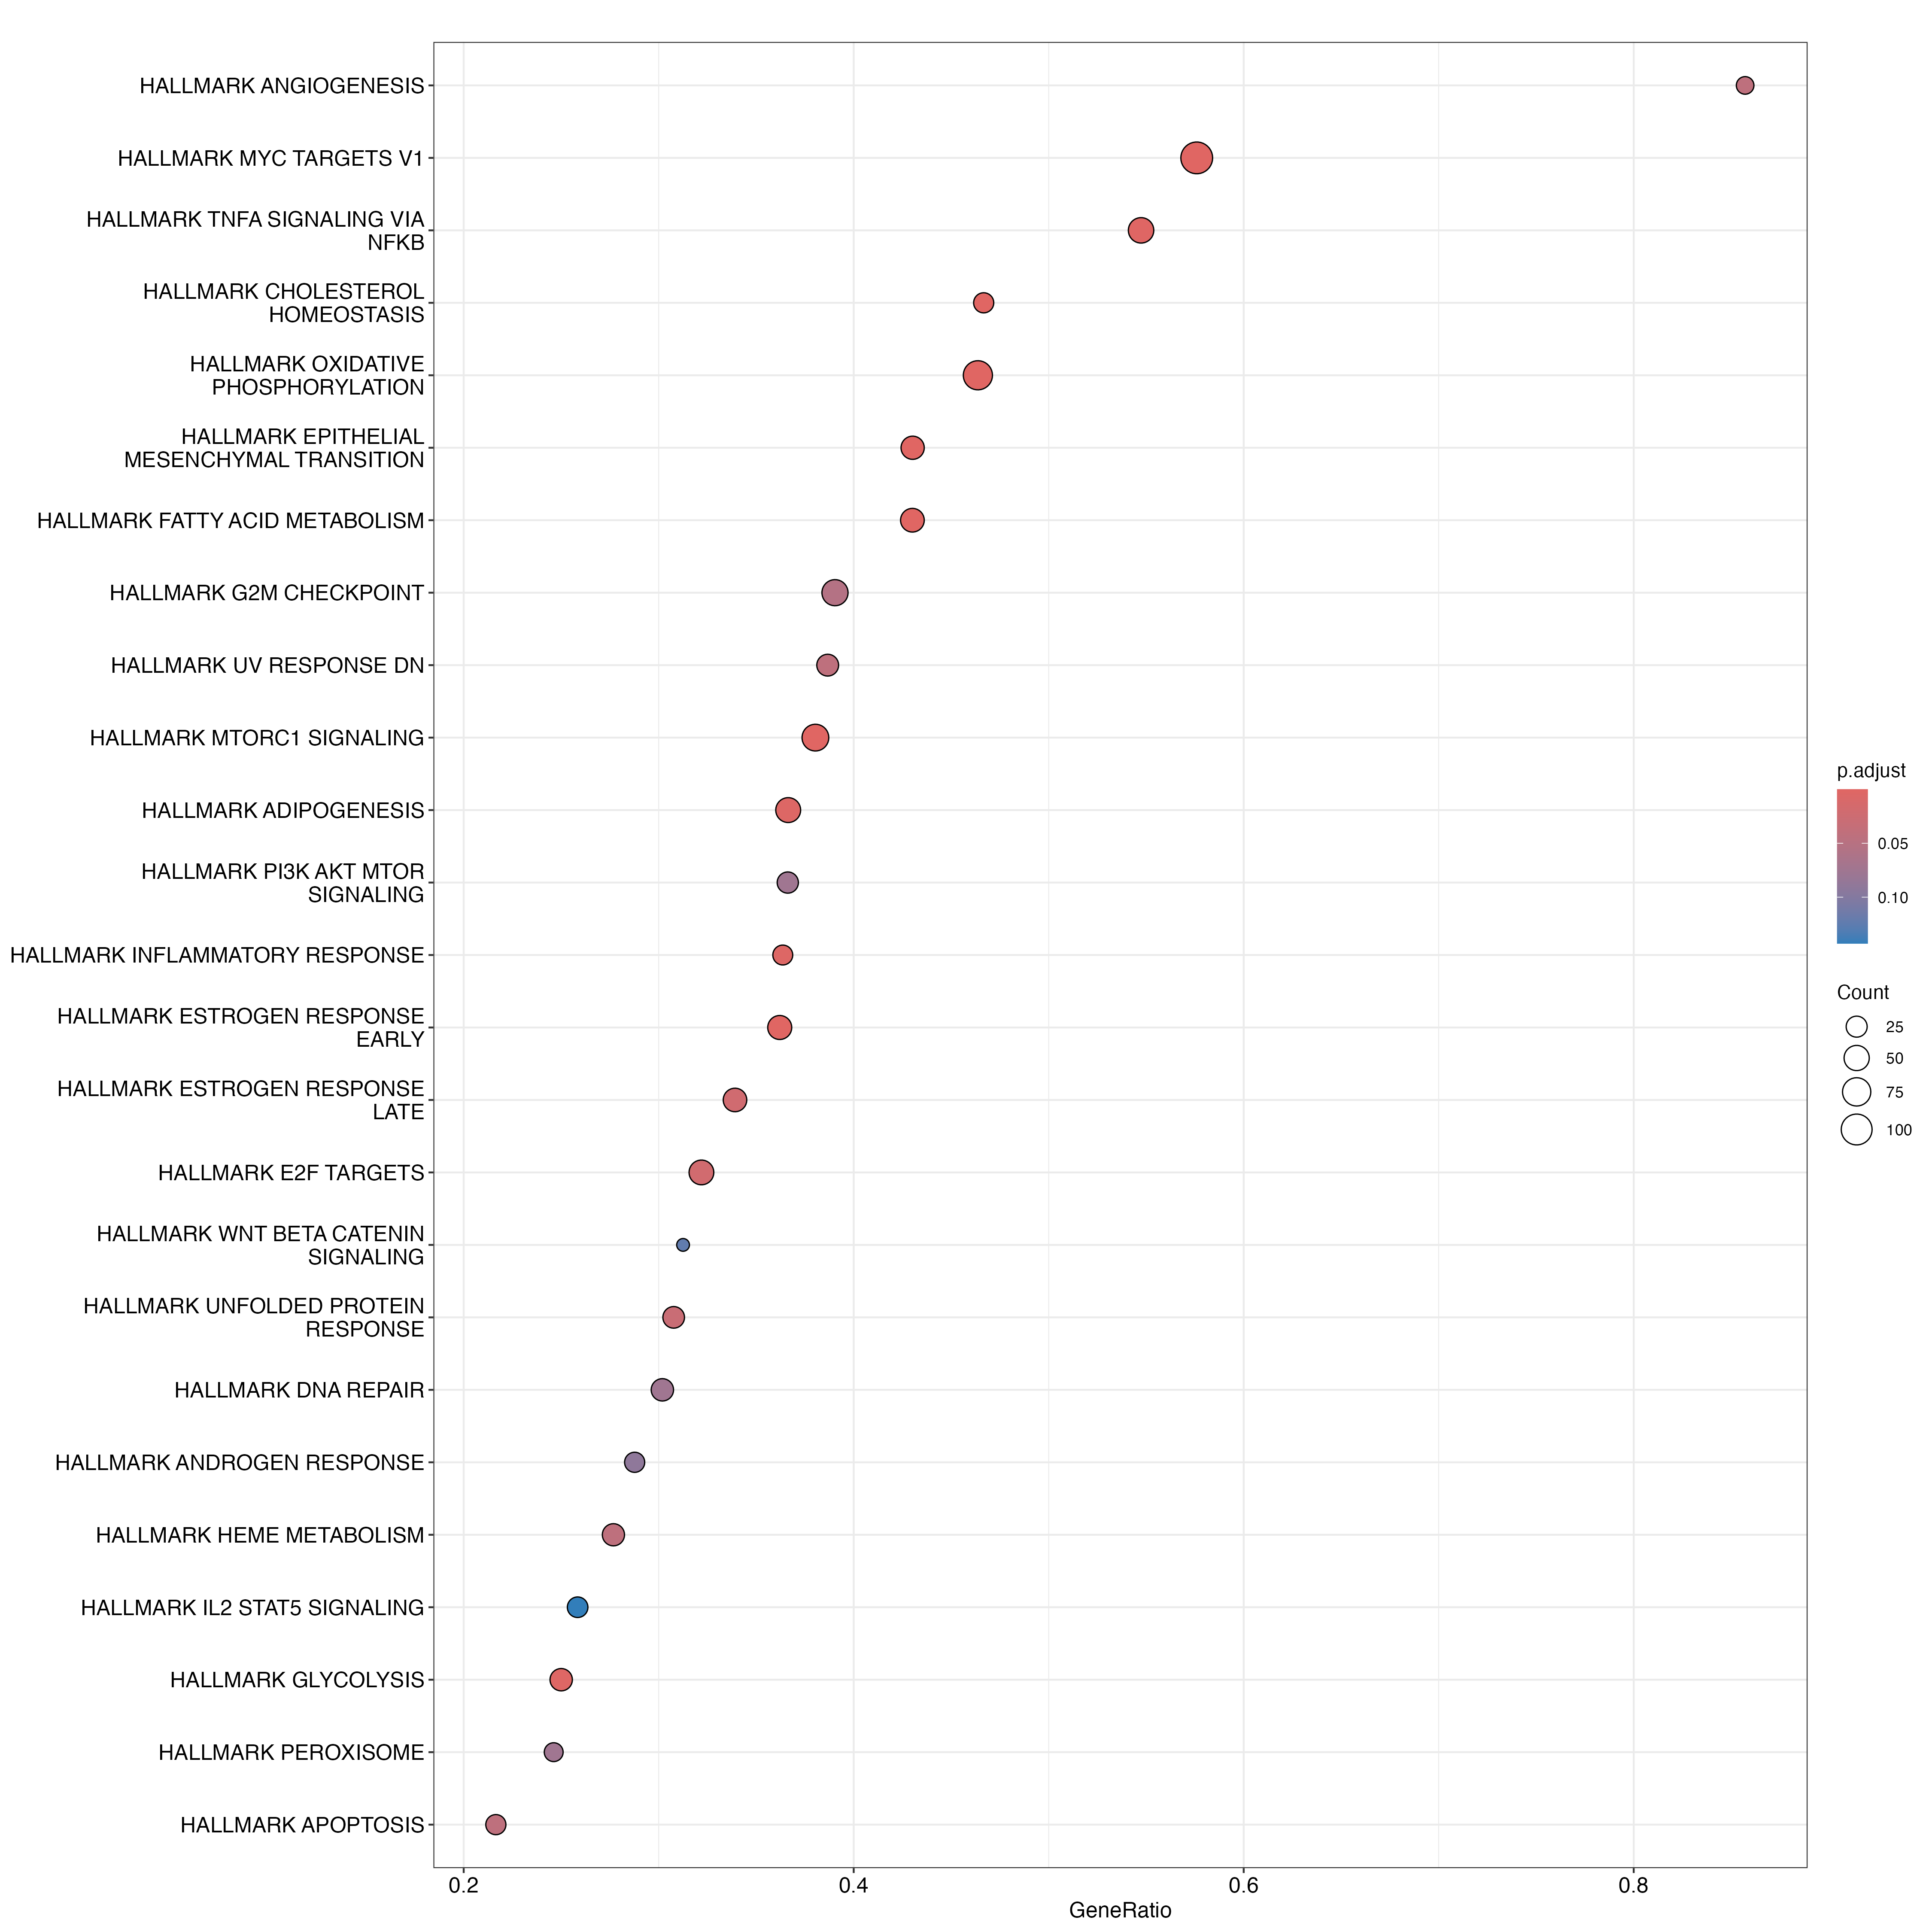 HALLMARK ANGIOGENESIS
HALLMARK MYC TARGETS V1
HALLMARK TNFA SIGNALING VIA
NFKB
HALLMARK CHOLESTEROL
HOMEOSTASIS
HALLMARK OXIDATIVE
PHOSPHORYLATION
HALLMARK EPITHELIAL
MESENCHYMAL TRANSITION
HALLMARK FATTY ACID METABOLISM
HALLMARK G2M CHECKPOINT
HALLMARK UV RESPONSE DN
HALLMARK MTORC1 SIGNALING
HALLMARK ADIPOGENESIS
HALLMARK PI3K AKT MTOR
SIGNALING
HALLMARK INFLAMMATORY RESPONSE
HALLMARK ESTROGEN RESPONSE
EARLY
HALLMARK ESTROGEN RESPONSE
LATE
HALLMARK E2F TARGETS
HALLMARK WNT BETA CATENIN
SIGNALING
HALLMARK UNFOLDED PROTEIN
RESPONSE
HALLMARK DNA REPAIR
HALLMARK ANDROGEN RESPONSE
HALLMARK HEME METABOLISM
HALLMARK IL2 STAT5 SIGNALING
HALLMARK GLYCOLYSIS
HALLMARK PEROXISOME
HALLMARK APOPTOSIS
0.2 0.4 0.6 0.8
GeneRatio
p.adjust
0.05
0.10
Count
25
50
75
100